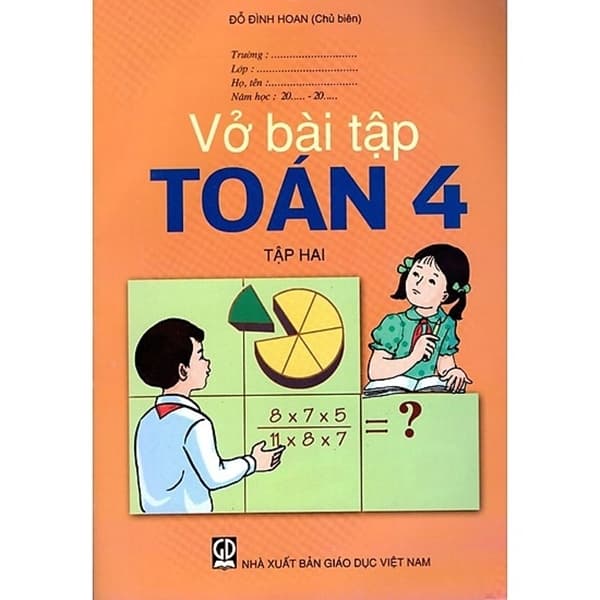 ĐỖ ĐÌNH HOAN (Chủ biên)
Trường : ................................
Lớp : ................................
Họ, tên :............................
Năm học : 20..... - 20.....
Vở bài tập
TOÁN 4
TẬP HAI
8 x 7 x 5
11 x 8 x 7
= ?
GD
NHÀ XUẤT BẢN GIÁO DỤC VIỆT NAM